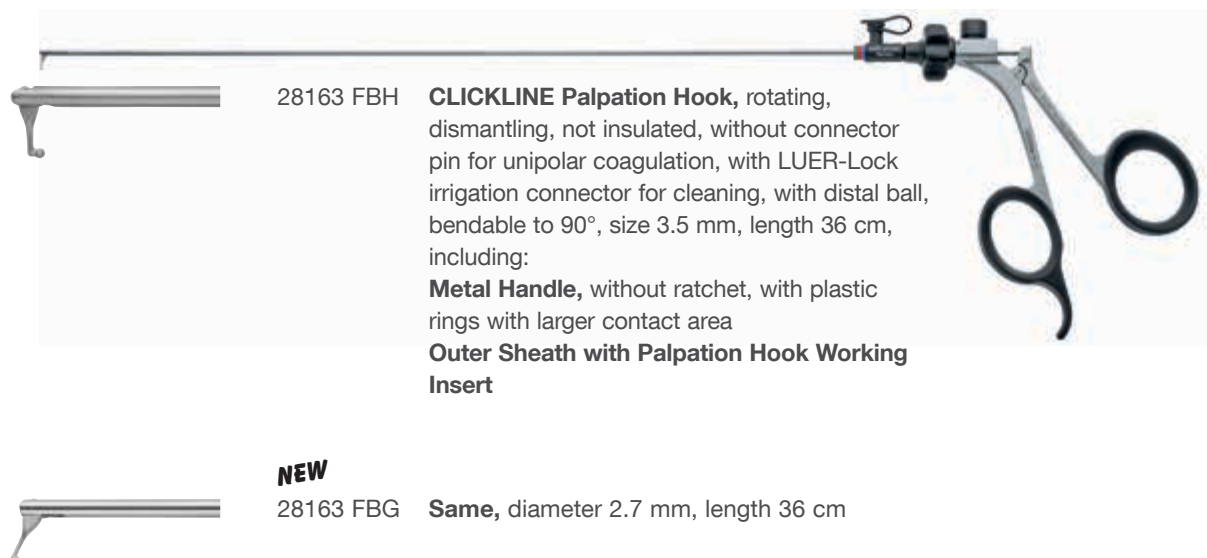 28163 FBH CLICKLINE Palpation Hook, rotating,
dismantling, not insulated, without connector
pin for unipolar coagulation, with LUER-Lock
irrigation connector for cleaning, with distal ball,
bendable to 90°, size 3.5 mm, length 36 cm,
including:
Metal Handle, without ratchet, with plastic
rings with larger contact area
Outer Sheath with Palpation Hook Working
Insert
NEW
28163 FBG Same, diameter 2.7 mm, length 36 cm